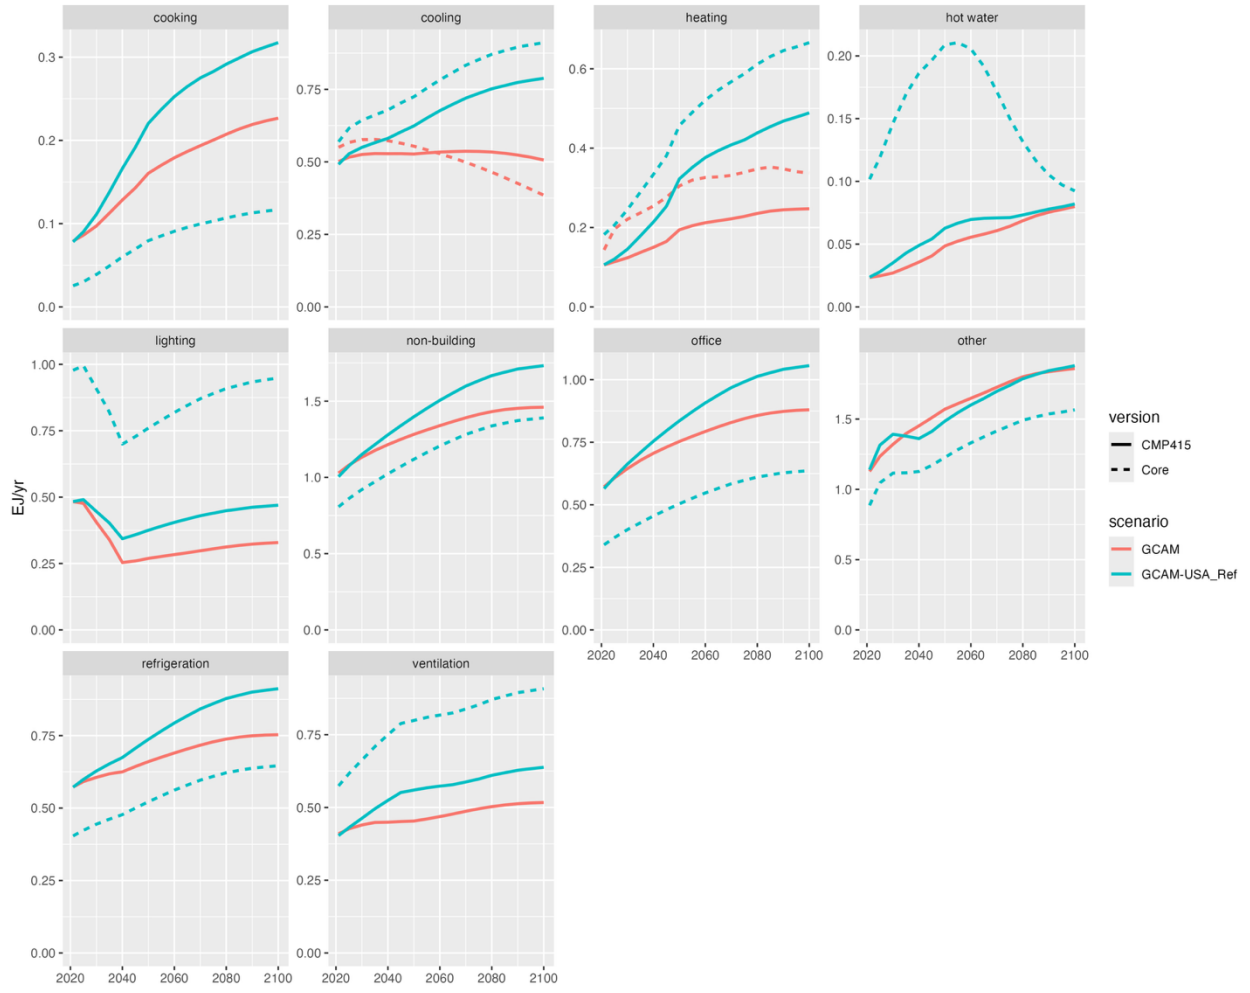 cooking
cooling
heating
hot water
0.3
0.2
0.1
0.0
0.75
0.50
0.25
0.00
0.6
0.4
0.2
0.0
0.20
0.15
0.10
0.05
0.00
lighting
non-building
office
other
EJ/yr
1.00
0.75
0.50
0.25
0.00
1.5
1.0
0.5
0.0
1.00
0.75
0.50
0.25
0.00
1.5
1.0
0.5
0.0
2020 2040 2060 2080 2100
2020 2040 2060 2080 2100
refrigeration
ventilation
0.75
0.50
0.25
0.00
0.75
0.50
0.25
0.00
2020 2040 2060 2080 2100
2020 2040 2060 2080 2100
version
CMP415
Core
scenario
GCAM
GCAM-USA_Ref